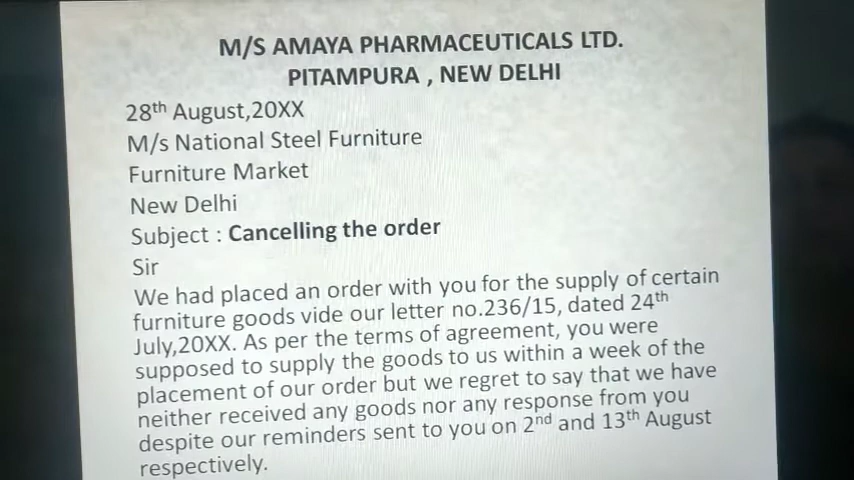 M/S AMAYA PHARMACEUTICALS LTD.
PITAMPURA , NEW DELHI
28th August,20XX
M/s National Steel Furniture
Furniture Market
New Delhi
Subject : Cancelling the order
Sir
We had placed an order with you for the supply of certain
furniture goods vide our letter no.236/15, dated 24th
July,20XX. As per the terms of agreement, you were
supposed to supply the goods to us within a week of the
placement of our order but we regret to say that we have
neither received any goods nor any response from you
despite our reminders sent to you on 2nd and 13th August
respectively.